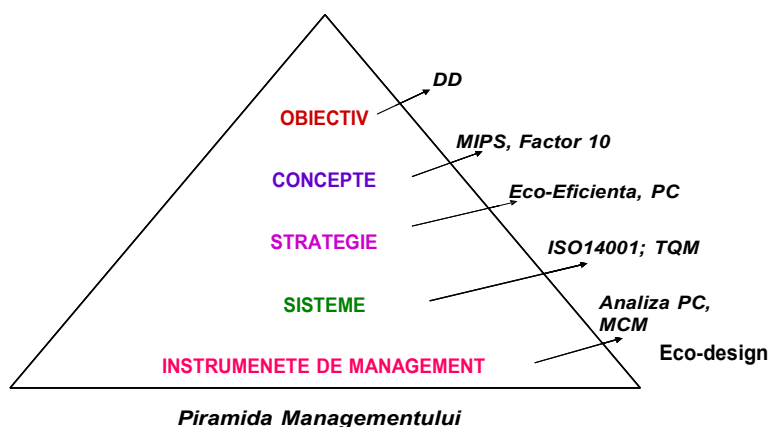 DD
OBIECTIV
MIPS, Factor 10
CONCEPTE
Eco-Eficienta, PC
STRATEGIE
ISO14001; TQM
SISTEME
Analiza PC,
MCM
Eco-design
INSTRUMENETE DE MANAGEMENT
Piramida Managementului